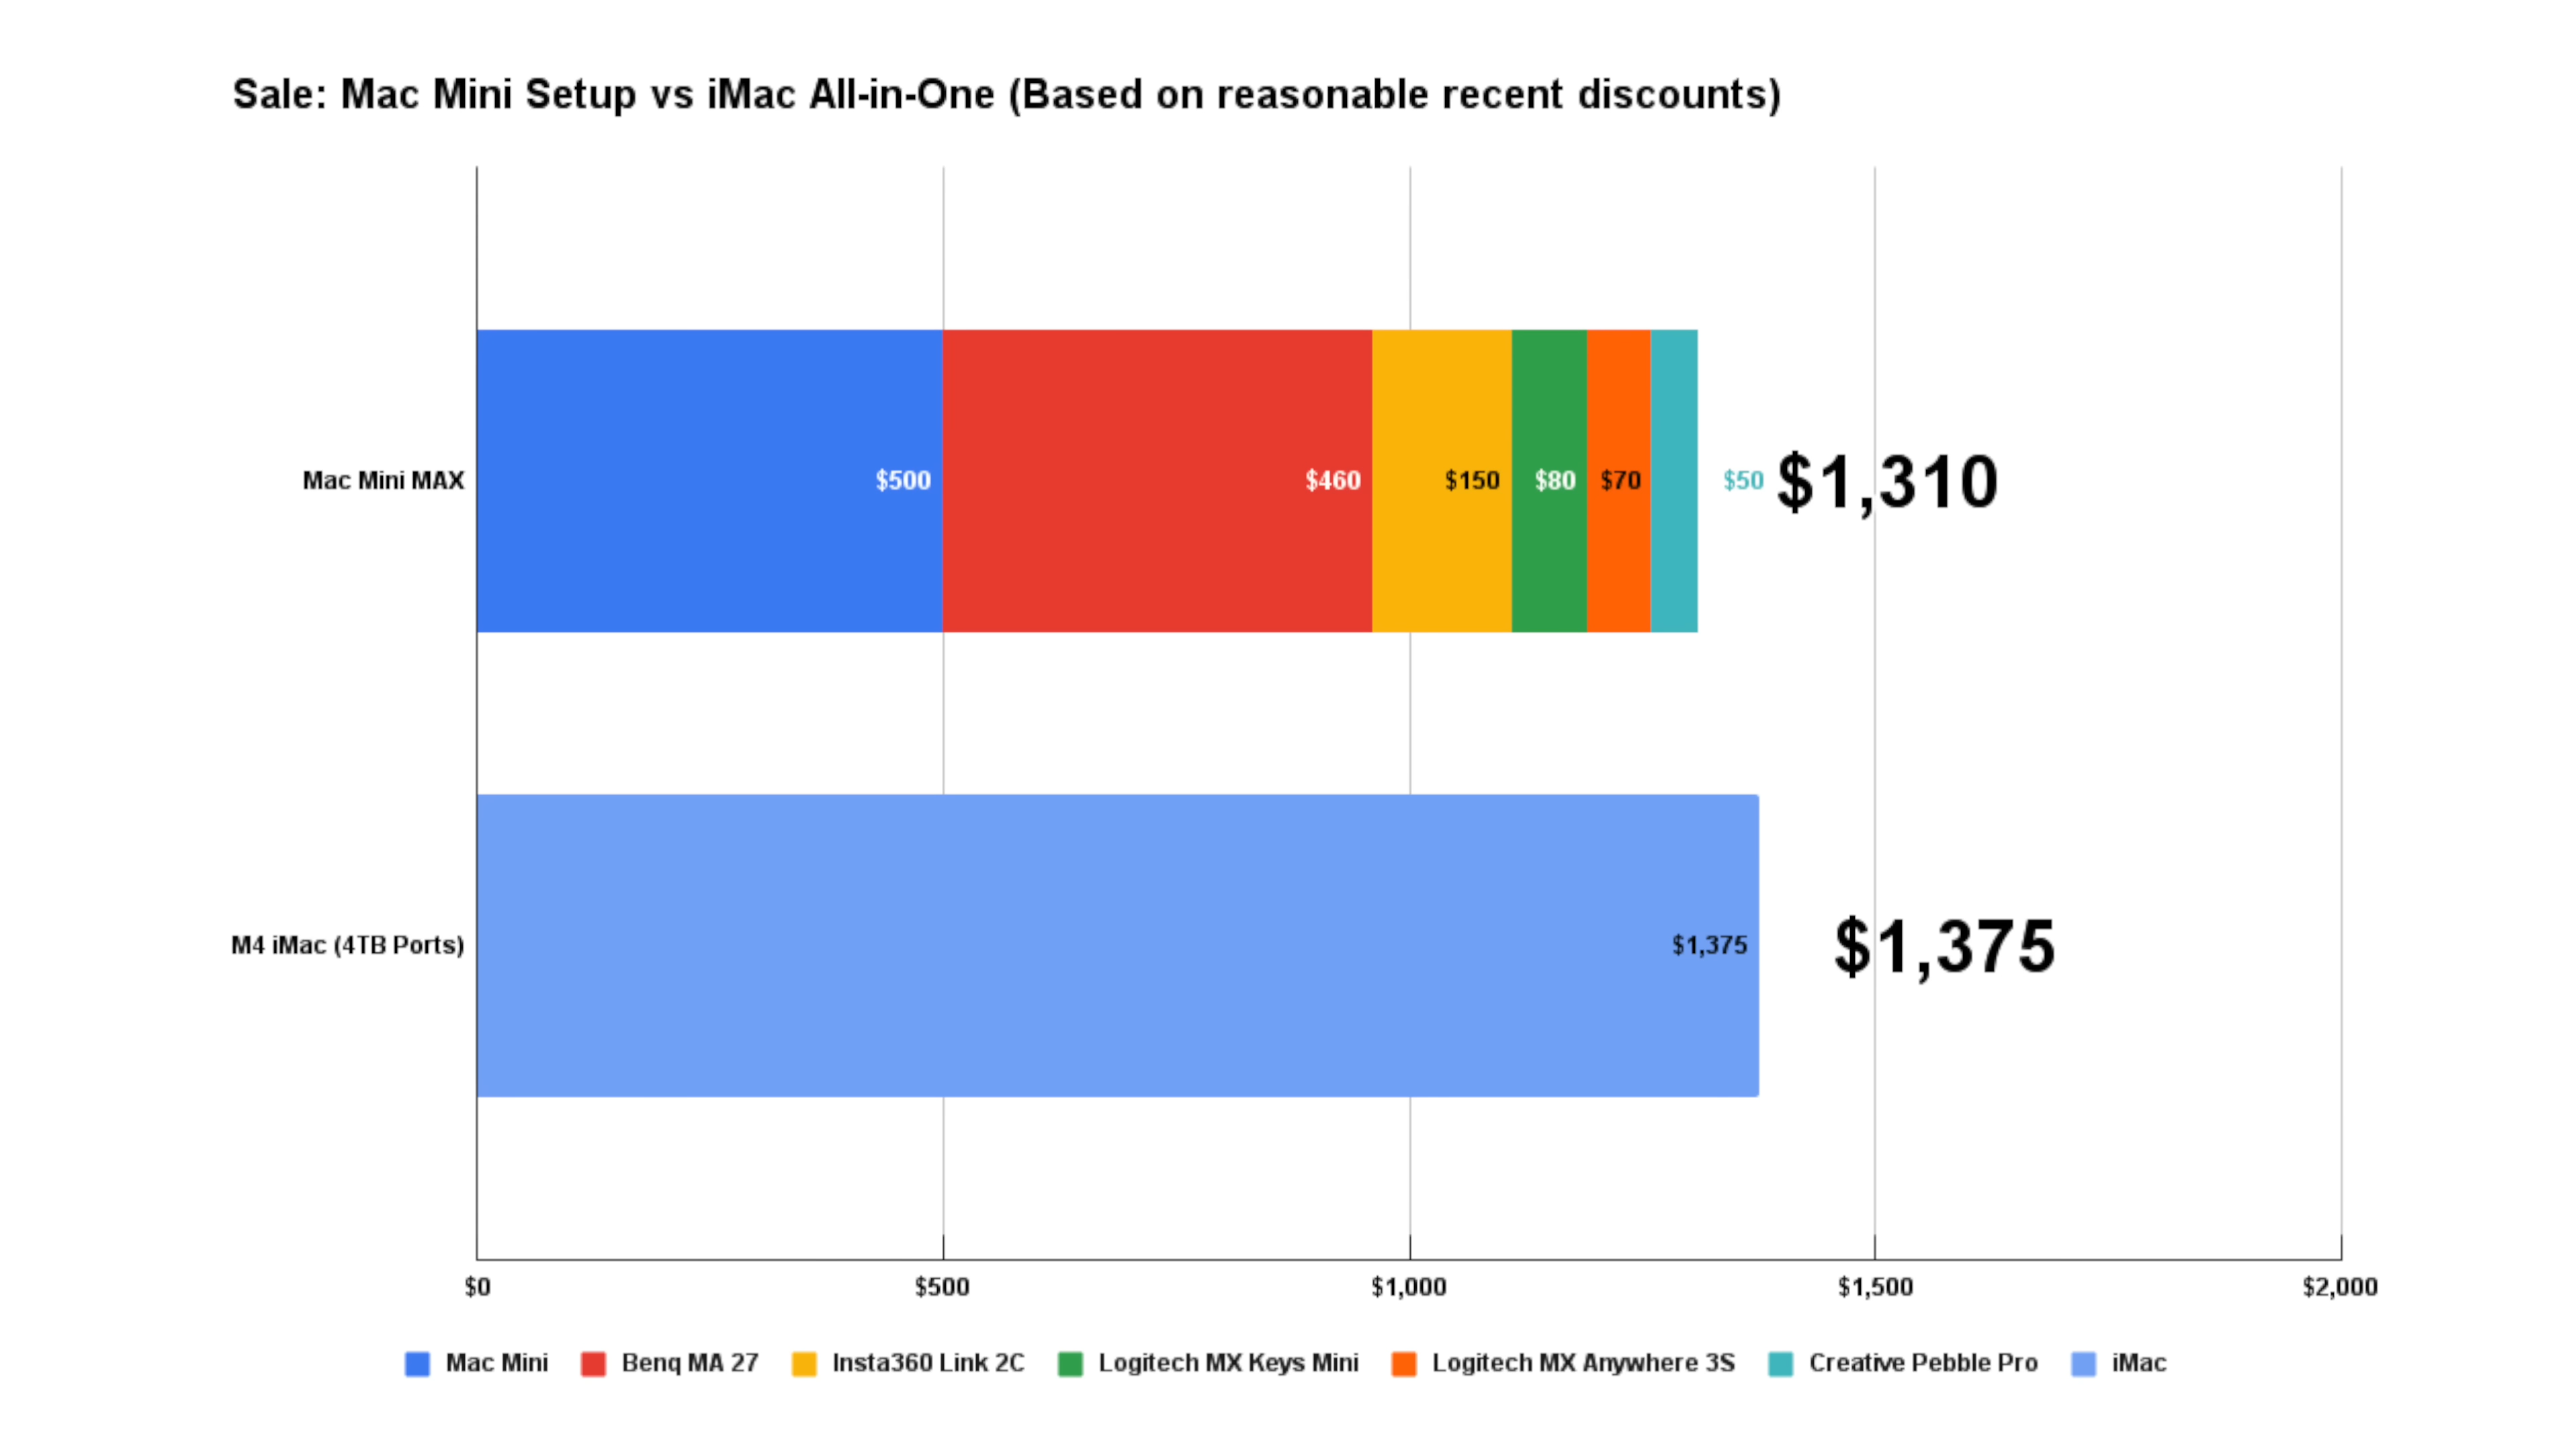 Sale: Mac Mini Setup vs iMac All-in-One (Based on reasonable recent discounts)
Mac Mini MAX $500 $460 $150 $80 $70 $50 $1,310
M4 iMac (4TB Ports) $1,375 $1,375
$0 $500 $1,000 $1,500 $2,000
Mac Mini Benq MA 27 Insta360 Link 2C Logitech MX Keys Mini Logitech MX Anywhere 3S Creative Pebble Pro iMac